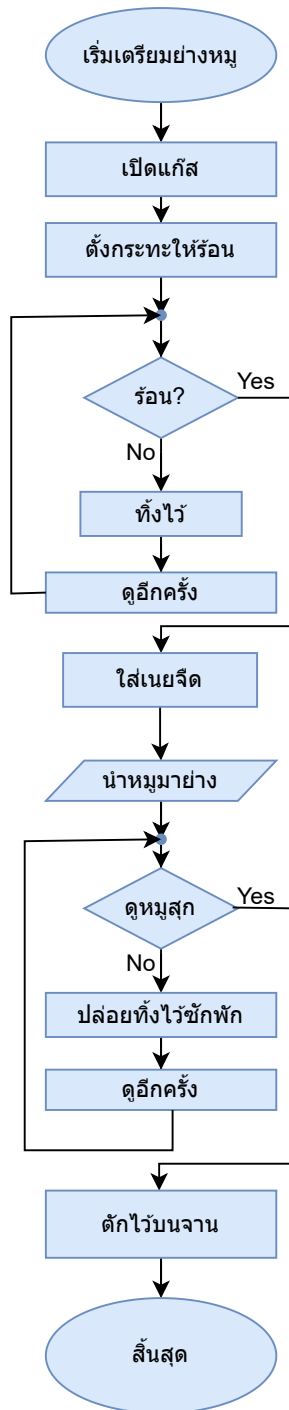 เริ่มเตรียมย่างหมู
เปิดแก๊ส
ตั้งกระทะให้ร้อน
ร้อน?
Yes
No
ทิ้งไว้
ดูอีกครั้ง
ใส่เนยจืด
นำหมูมาย่าง
ดูหมูสุก
Yes
No
ปล่อยทิ้งไว้ซักพัก
ดูอีกครั้ง
ตักไว้บนจาน
สิ้นสุด